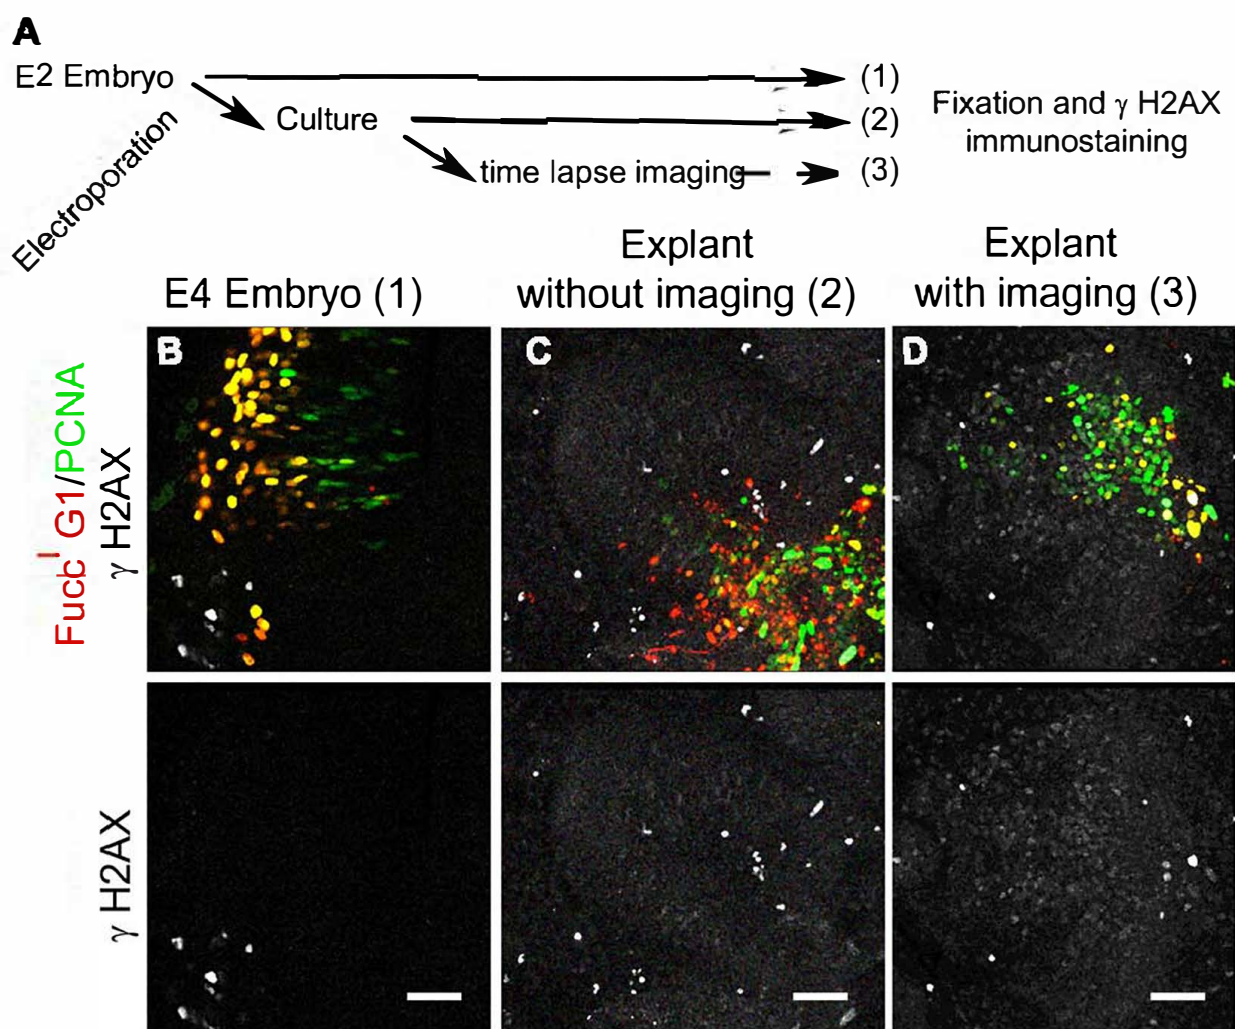 A
E2 Embryo
(1)
Culture
(2)
time lapse imaging
(3)
Fixation and γ H2AX
immunostaining
Electroporation
E4 Embryo (1)
Explant
without imaging (2)
Explant
with imaging (3)
B
C
D
G1/PCNA
γ H2AX
γ H2AX